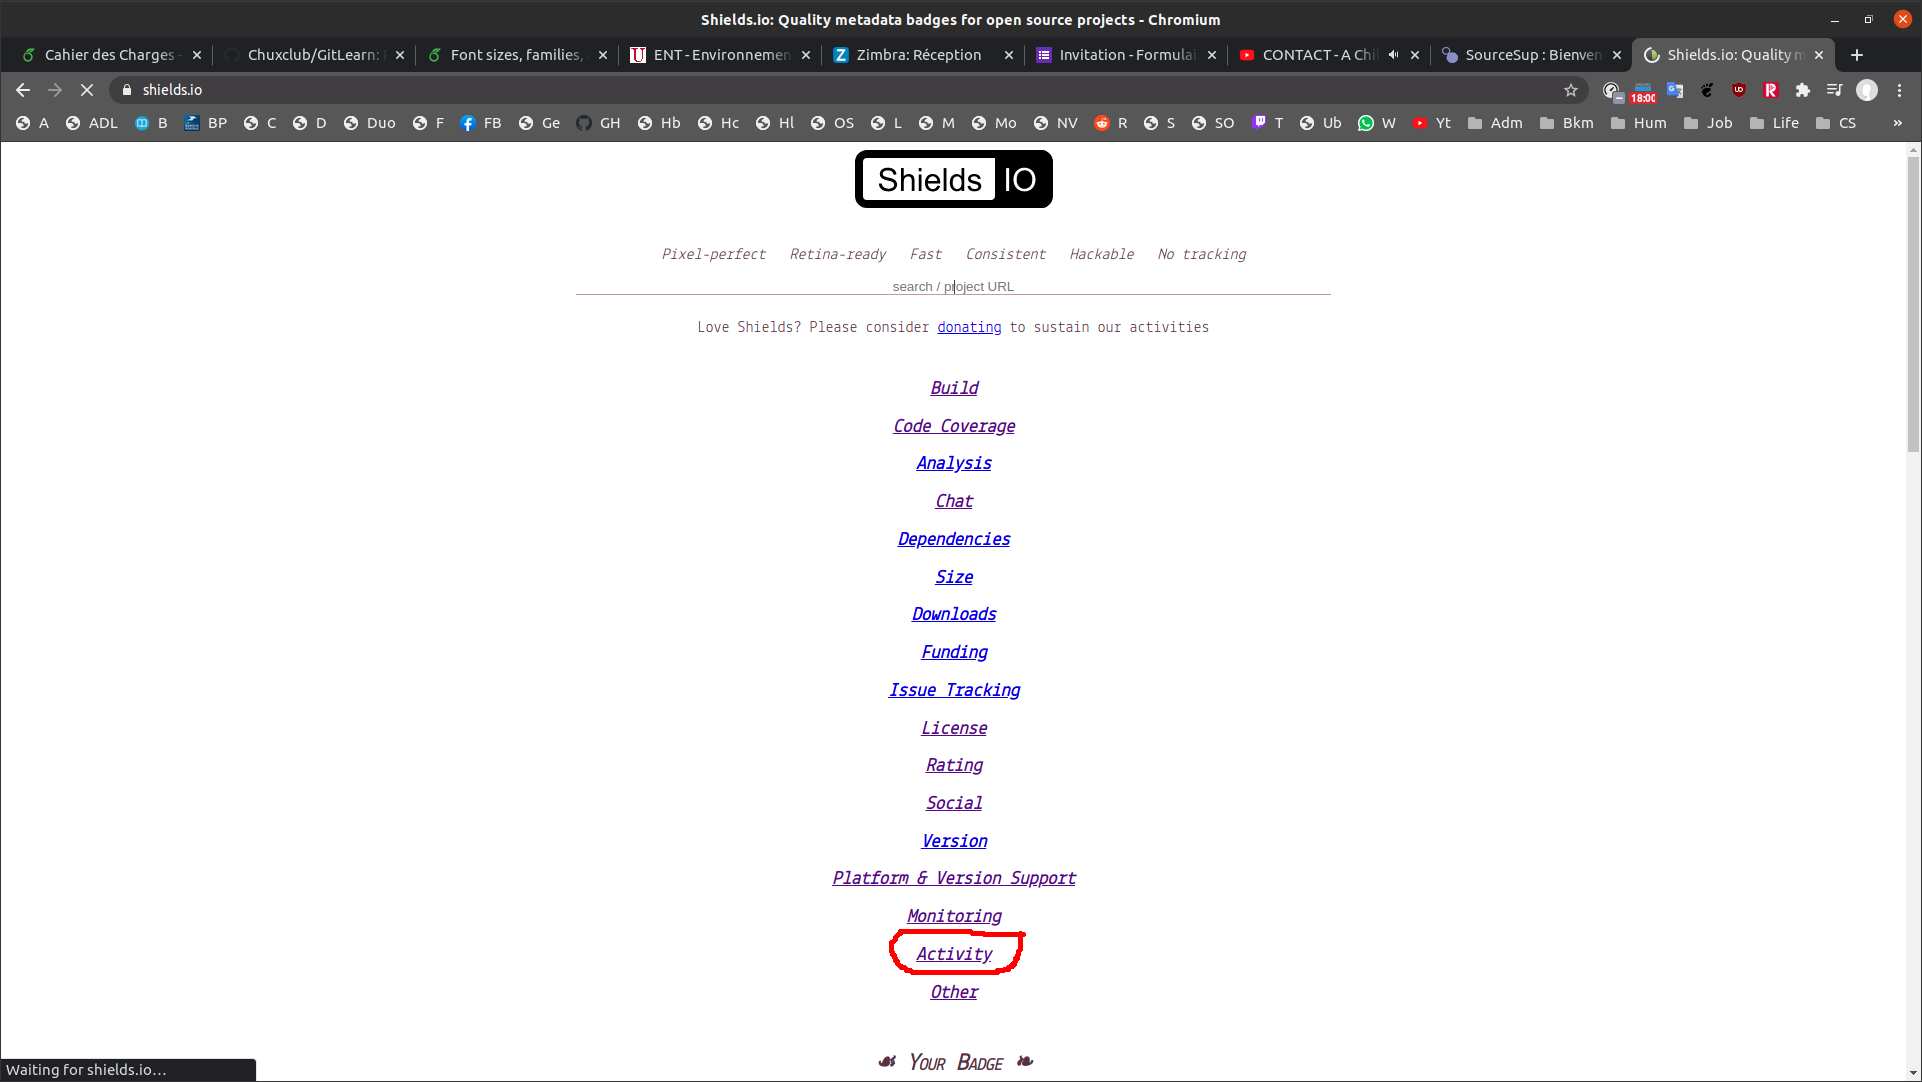 Shields.io: Quality metadata badges for open source projects - Chromium
Cahier des Charges - Chuxclub/GitLearn: Font sizes, families, ENT - Environnemen Zimbra: Réception Invitation - Formulai CONTACT - A Chil SourceSup : Bienven Shields.io: Quality m
shields.io 18:00
A ADL B BP C D Duo F FB Ge GH Hb Hc Hl OS L M Mo NV R S SO T Ub W Yt Adm Bkm Hum Job Life CS »
Shields IO
Pixel-perfect Retina-ready Fast Consistent Hackable No tracking
search / project URL
Love Shields? Please consider donating to sustain our activities
Build
Code Coverage
Analysis
Chat
Dependencies
Size
Downloads
Funding
Issue Tracking
License
Rating
Social
Version
Platform & Version Support
Monitoring
Activity
Other
☙ Your Badge ❧
Waiting for shields.io…